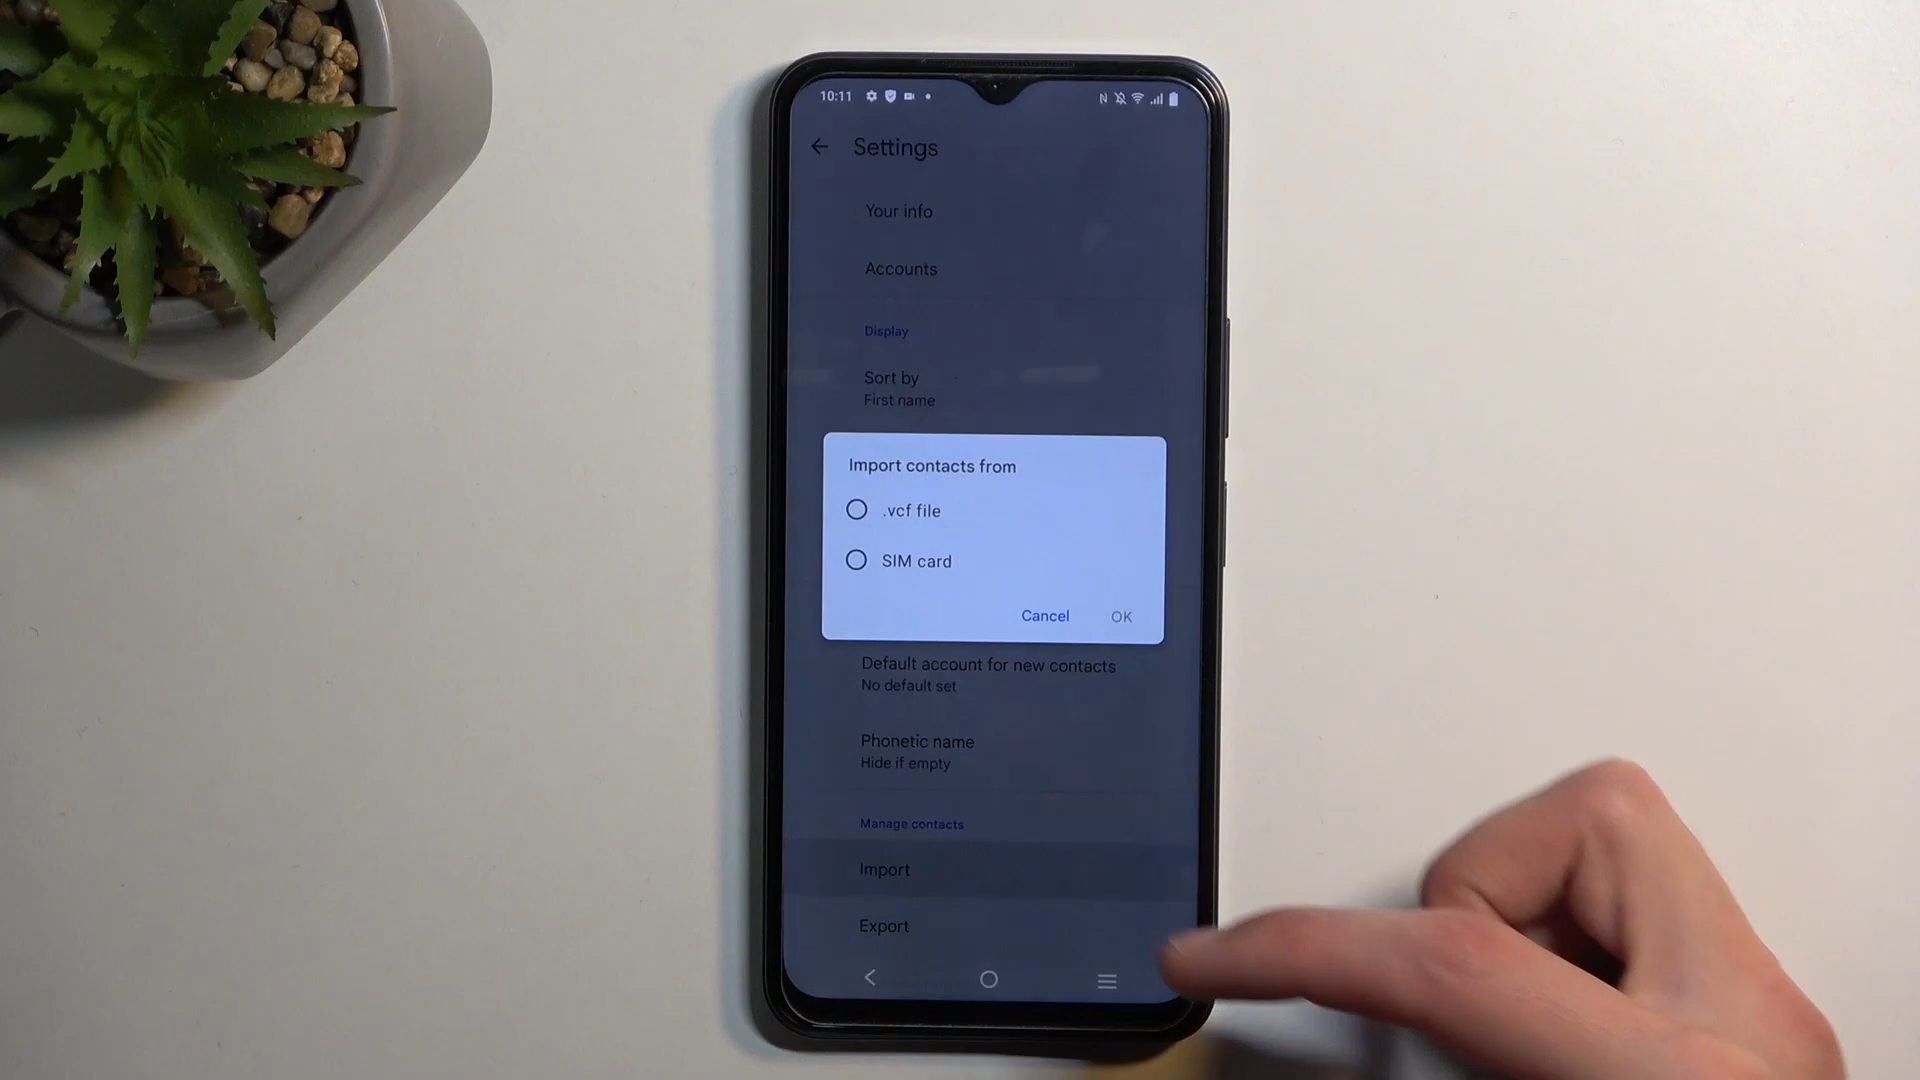 10:11
Settings
Your info
Accounts
Display
Sort by
First name
Import contacts from
.vcf file
SIM card
Cancel OK
Default account for new contacts
No default set
Phonetic name
Hide if empty
Manage contacts
Import
Export